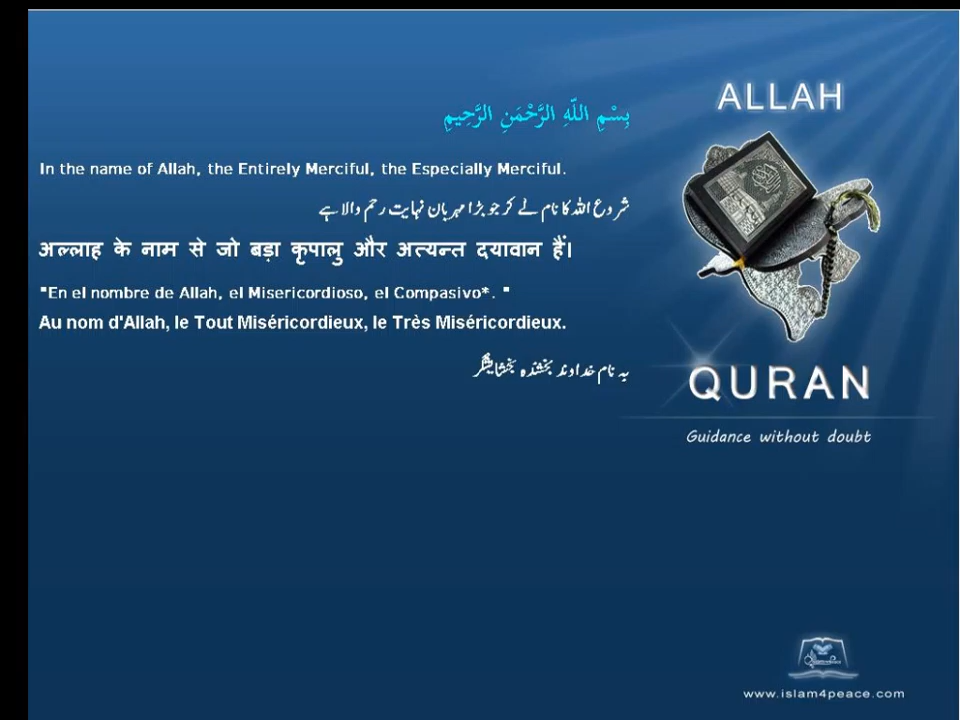 بِسْمِ اللَّهِ الرَّحْمَنِ الرَّحِيمِ
In the name of Allah, the Entirely Merciful, the Especially Merciful.
شروع الله کا نام لے کر جو بڑا مہربان نہایت رحم والا ہے
अल्लाह के नाम से जो बड़ा कृपालु और अत्यन्त दयावान हैं।
"En el nombre de Allah, el Misericordioso, el Compasivo*. "
Au nom d'Allah, le Tout Miséricordieux, le Très Miséricordieux.
به نام خداوند بخشنده بخشایشگر
ALLAH
QURAN
Guidance without doubt
www.islam4peace.com